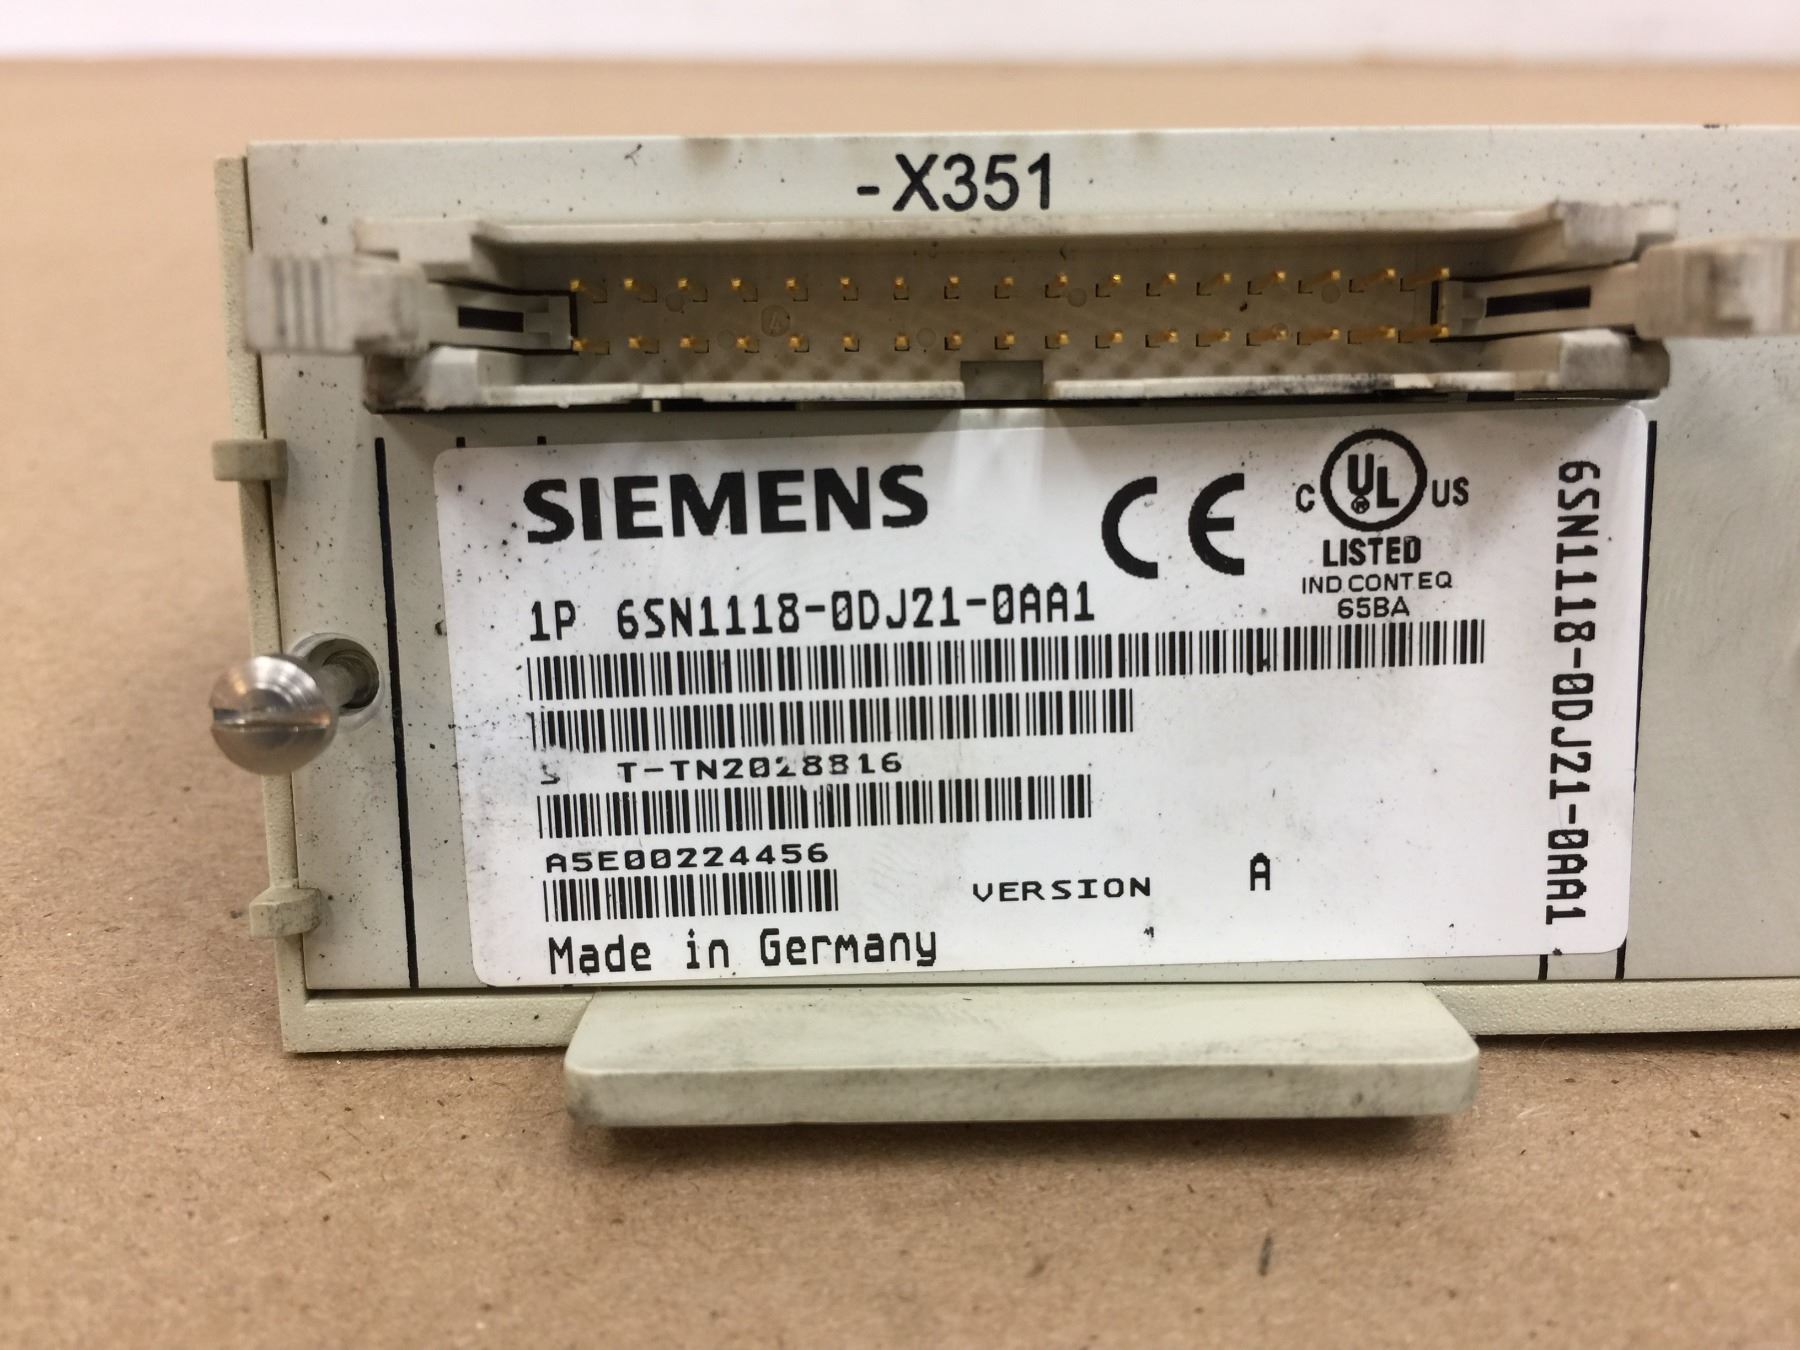 -X351
SIEMENS
CE
C UL US
LISTED
IND.CONT.EQ
65BA
1P 6SN1118-0DJ21-0AA1
S T-TN2028816
A5E00224456
VERSION A
Made in Germany
6SN1118-0DJ21-0AA1